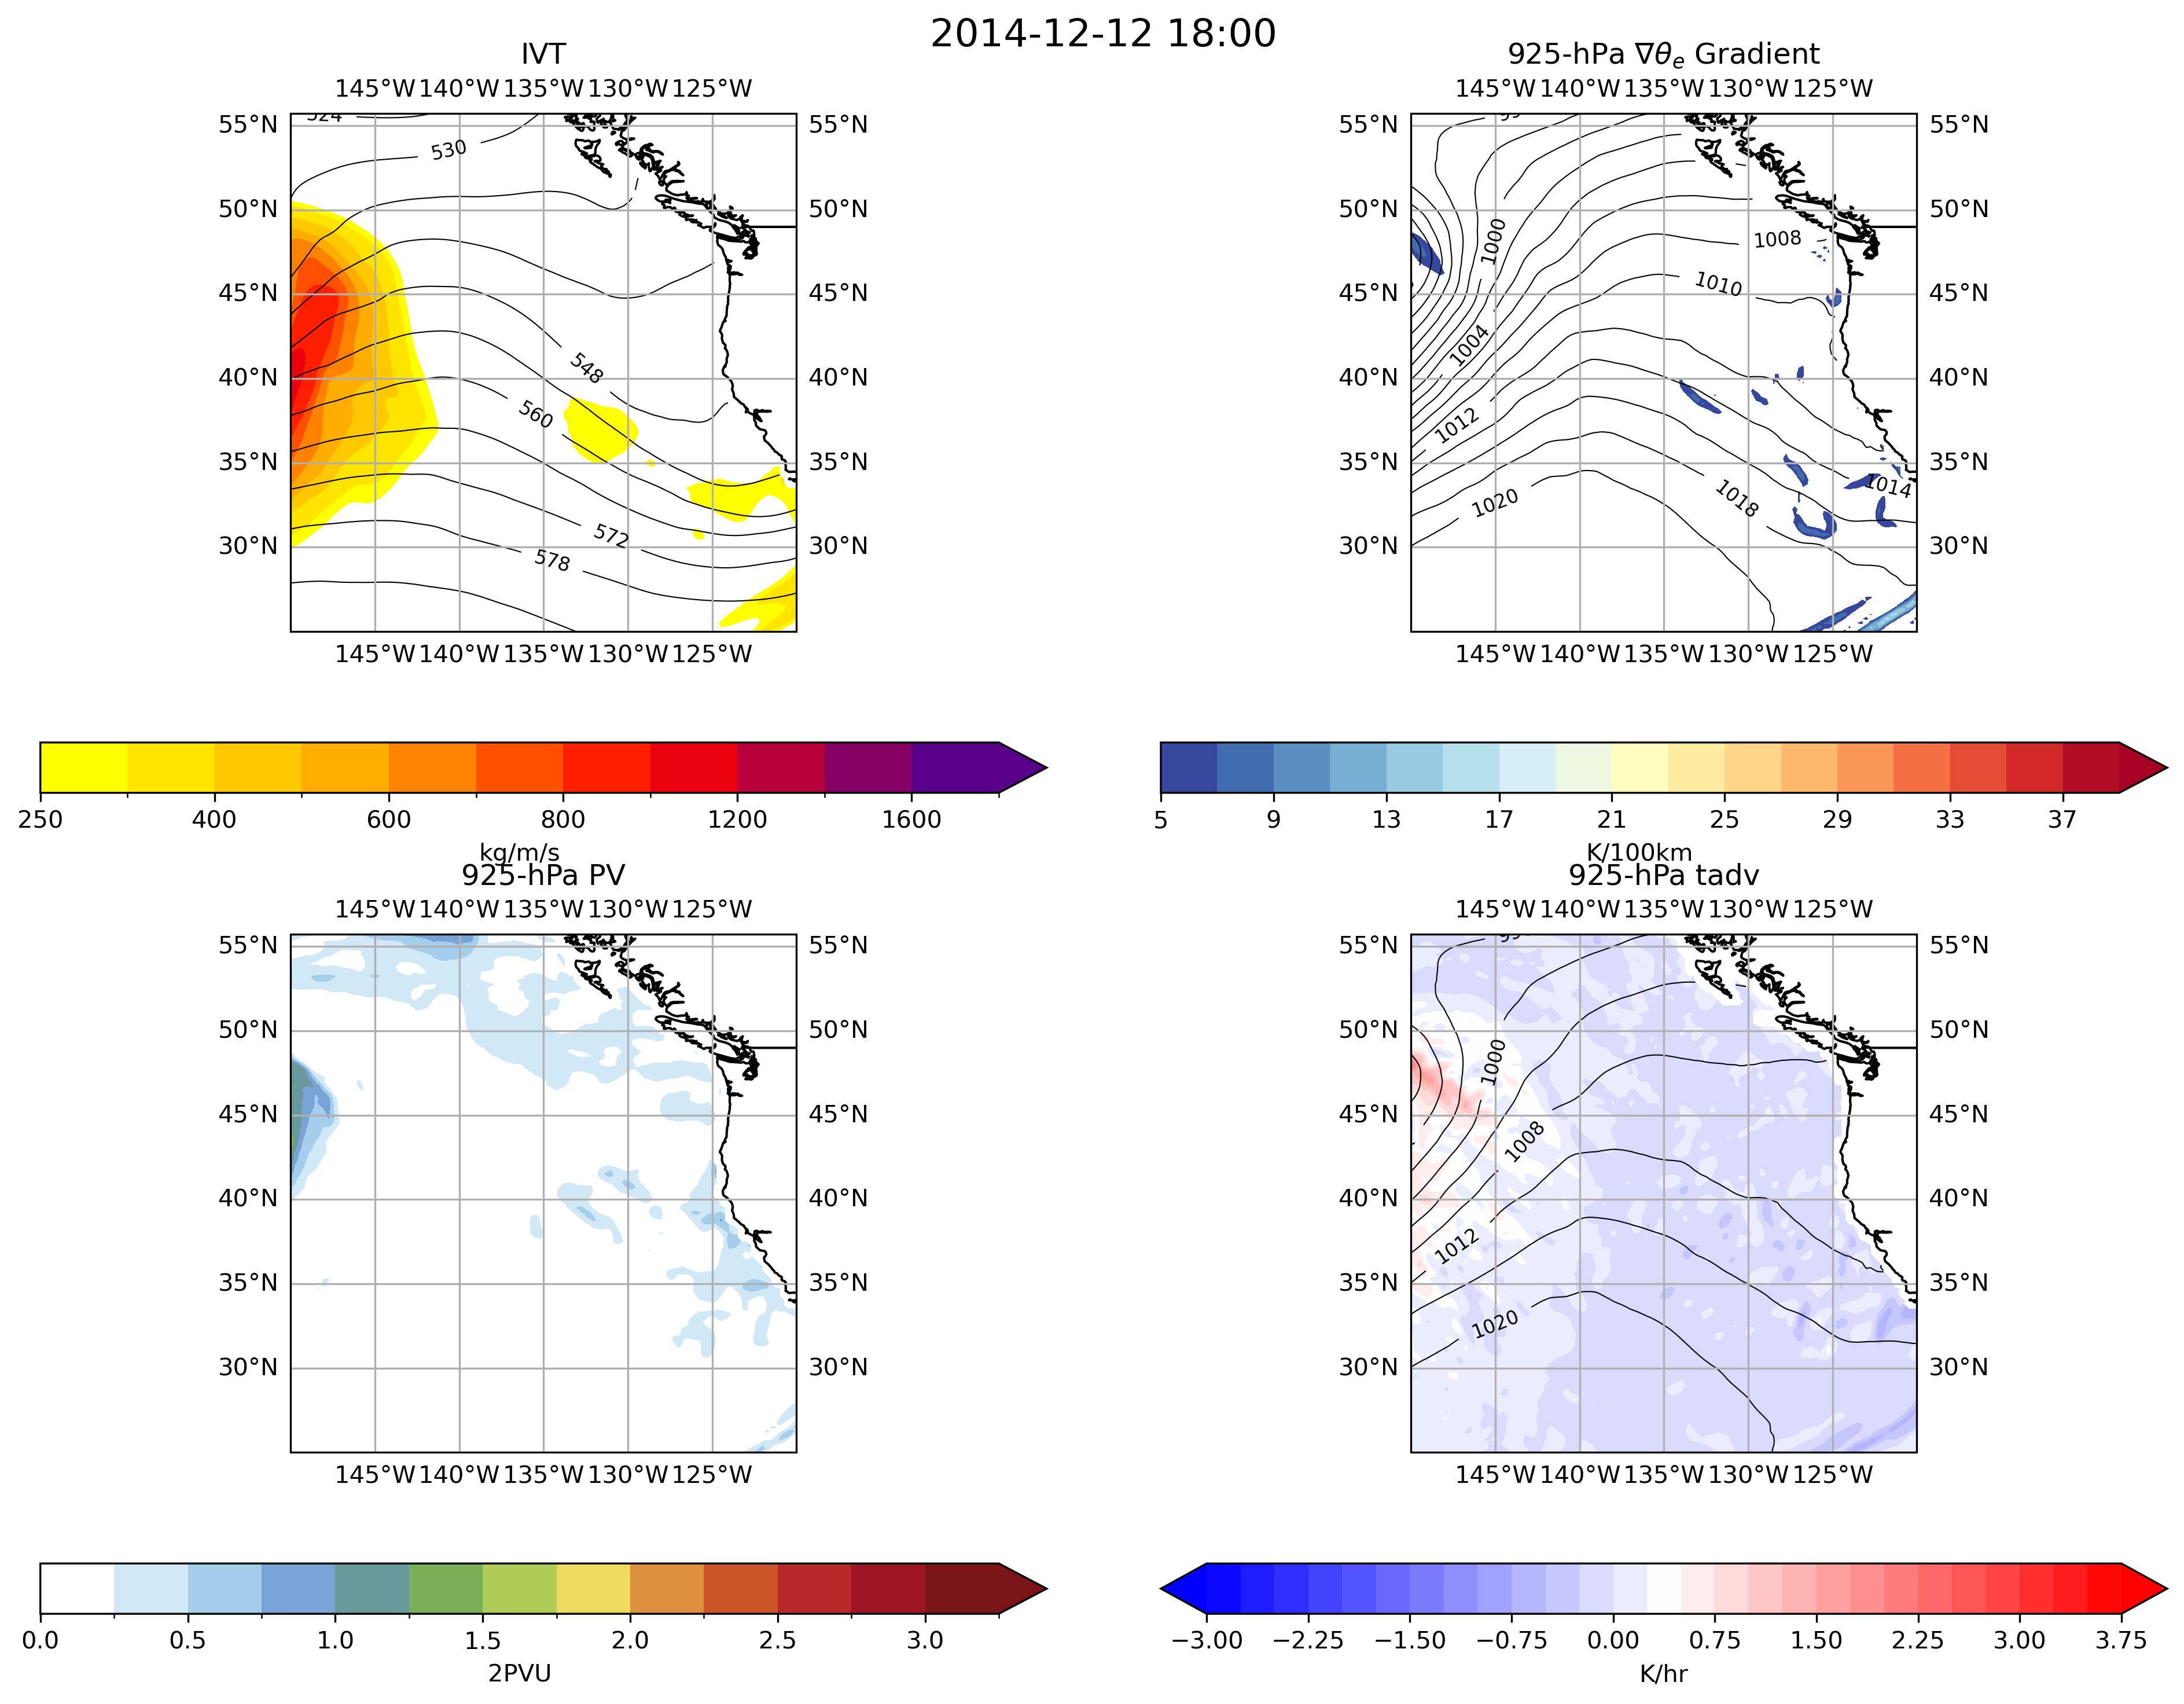 2014-12-12 18:00
IVT
145°W 140°W 135°W 130°W 125°W
55°N 55°N
50°N 50°N
45°N 45°N
40°N 40°N
35°N 35°N
30°N 30°N
145°W 140°W 135°W 130°W 125°W
524
530
548
560
572
578
250 400 600 800 1200 1600
kg/m/s
925-hPa ∇θe Gradient
145°W 140°W 135°W 130°W 125°W
55°N 55°N
50°N 50°N
45°N 45°N
40°N 40°N
35°N 35°N
30°N 30°N
145°W 140°W 135°W 130°W 125°W
1000
1008
1010
1004
1012
1014
1018
1020
5 9 13 17 21 25 29 33 37
K/100km
925-hPa PV
145°W 140°W 135°W 130°W 125°W
55°N 55°N
50°N 50°N
45°N 45°N
40°N 40°N
35°N 35°N
30°N 30°N
145°W 140°W 135°W 130°W 125°W
0.0 0.5 1.0 1.5 2.0 2.5 3.0
2PVU
925-hPa tadv
145°W 140°W 135°W 130°W 125°W
55°N 55°N
50°N 50°N
45°N 45°N
40°N 40°N
35°N 35°N
30°N 30°N
145°W 140°W 135°W 130°W 125°W
1000
1008
1012
1020
−3.00 −2.25 −1.50 −0.75 0.00 0.75 1.50 2.25 3.00 3.75
K/hr